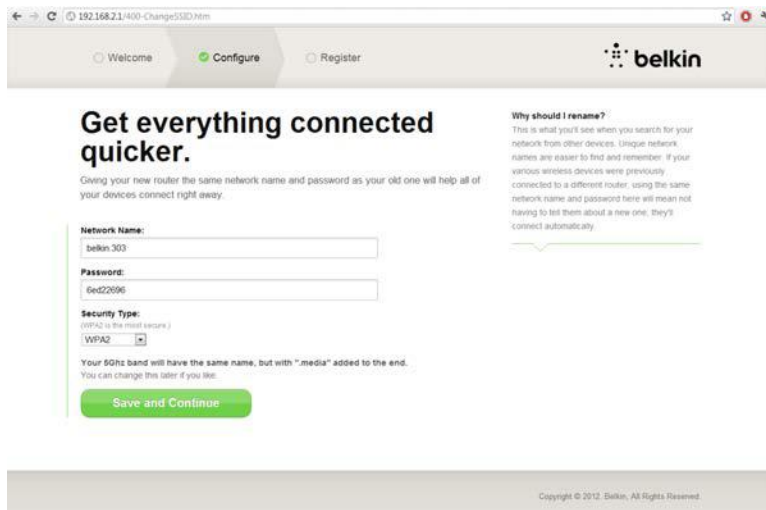 192.168.2.1/400-ChangeSSID.htm
Welcome
Configure
Register
belkin
Get everything connected
quicker.
Giving your new router the same network name and password as your old one will help all of
your devices connect right away.
Network Name:
belkin.303
Password:
6ed22696
Security Type:
(WPA2 is the most secure.)
WPA2
Your 5Ghz band will have the same name, but with ".media" added to the end.
You can change this later if you like.
Save and Continue
Why should I rename?
This is what you'll see when you search for your
network from other devices. Unique network
names are easier to find and remember. If your
various wireless devices were previously
connected to a different router, using the same
network name and password here will mean not
having to tell them about a new one, they'll
connect automatically.
Copyright © 2012. Belkin, All Rights Reserved.